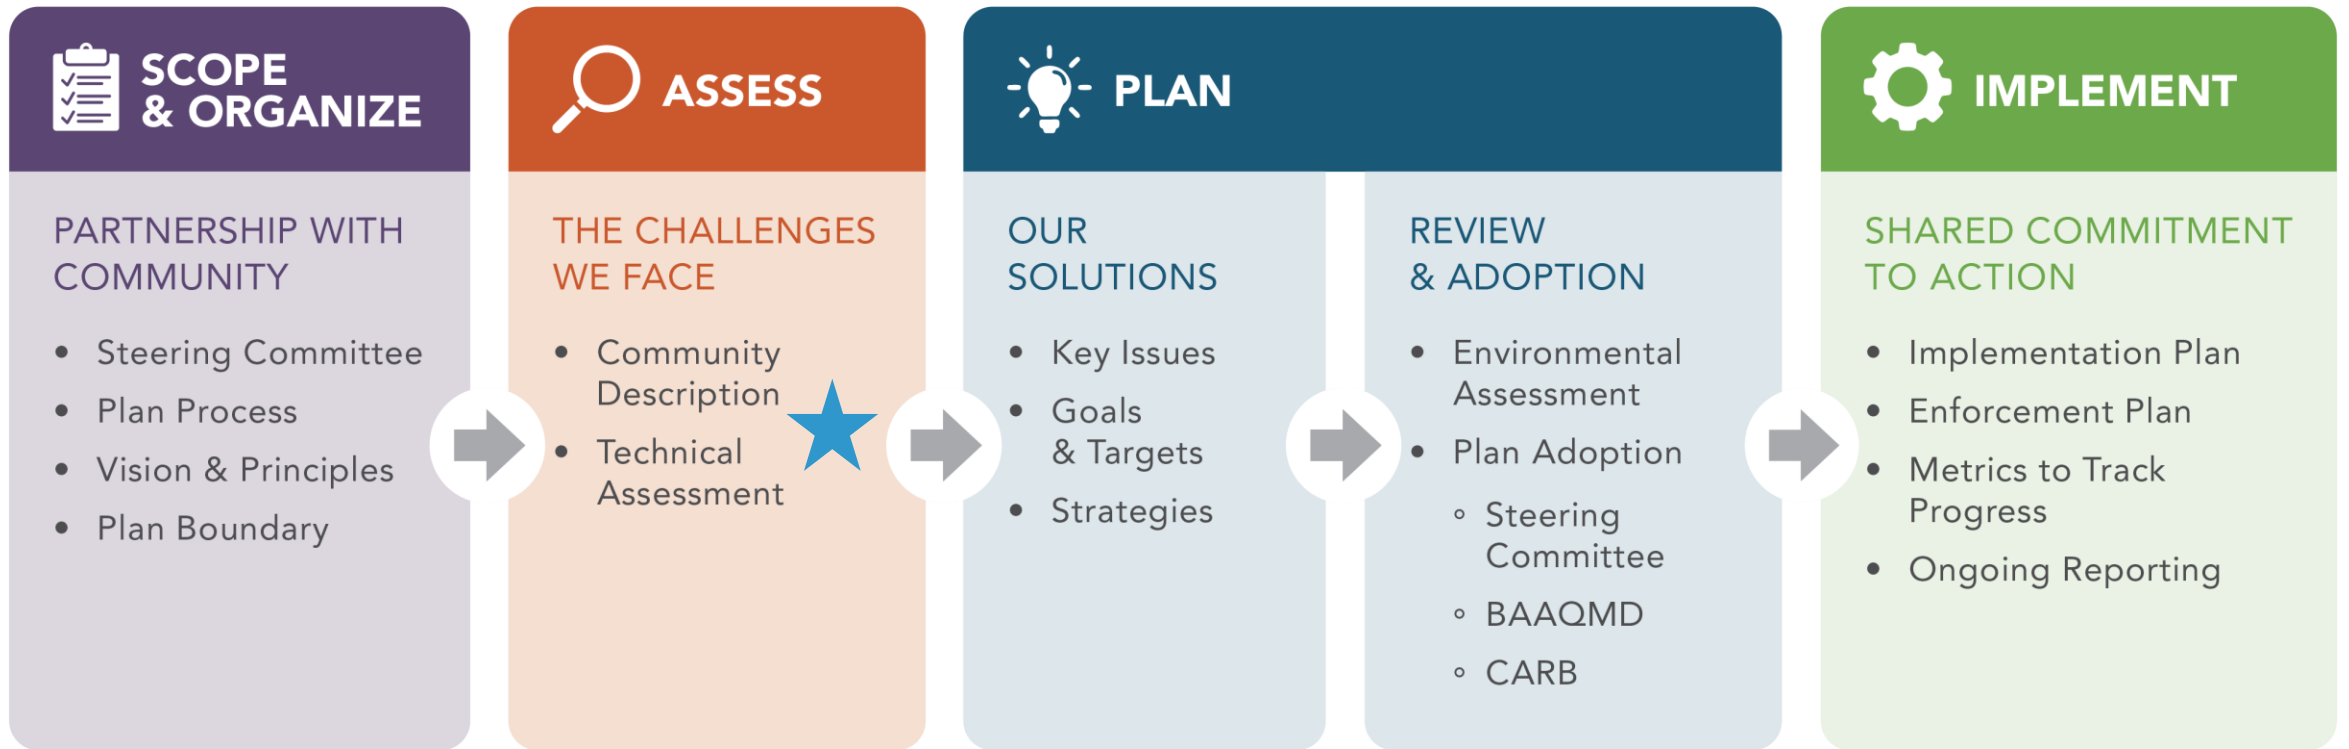 SCOPE
& ORGANIZE
PARTNERSHIP WITH
COMMUNITY
• Steering Committee
• Plan Process
• Vision & Principles
• Plan Boundary
ASSESS
THE CHALLENGES
WE FACE
• Community
Description
• Technical
Assessment
PLAN
OUR
SOLUTIONS
• Key Issues
• Goals
& Targets
• Strategies
REVIEW
& ADOPTION
• Environmental
Assessment
• Plan Adoption
◦ Steering
Committee
◦ BAAQMD
◦ CARB
IMPLEMENT
SHARED COMMITMENT
TO ACTION
• Implementation Plan
• Enforcement Plan
• Metrics to Track
Progress
• Ongoing Reporting